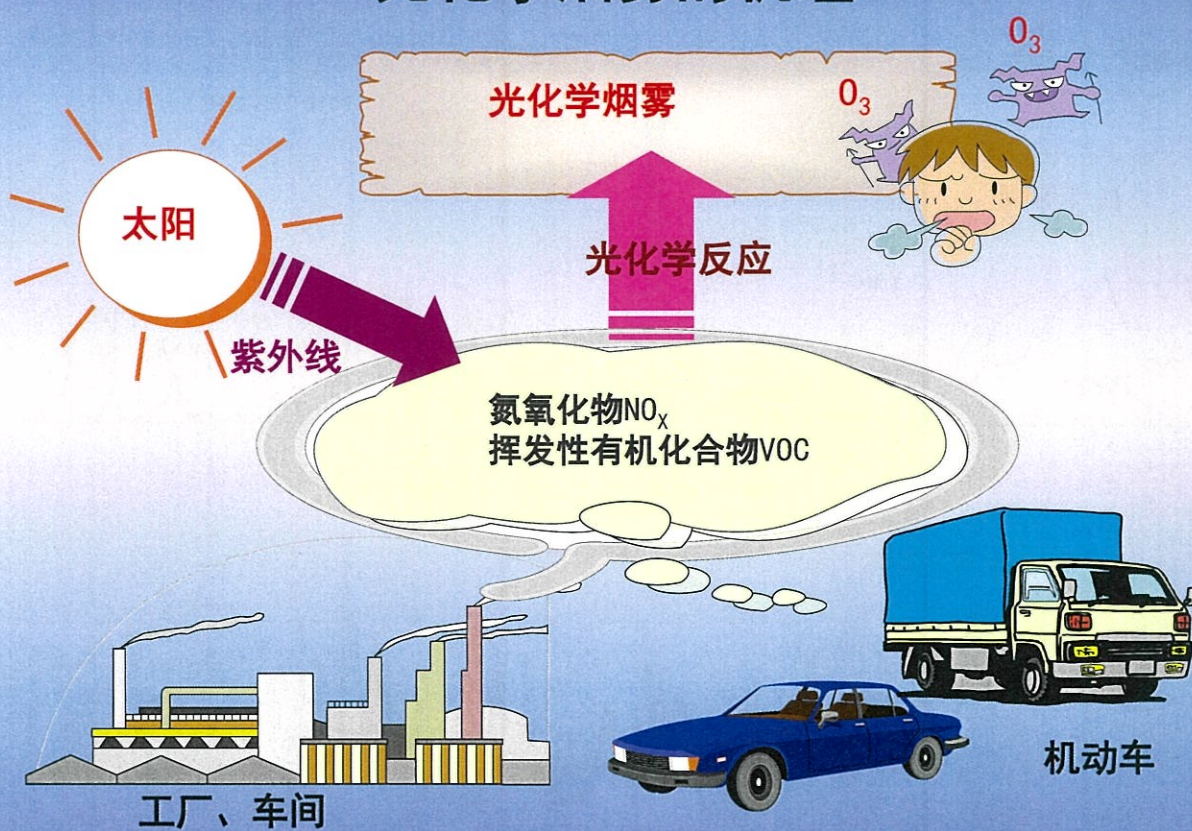 光化学烟雾
O₃
O₃
太阳
光化学反应
紫外线
氮氧化物NOₓ
挥发性有机化合物VOC
机动车
工厂、车间